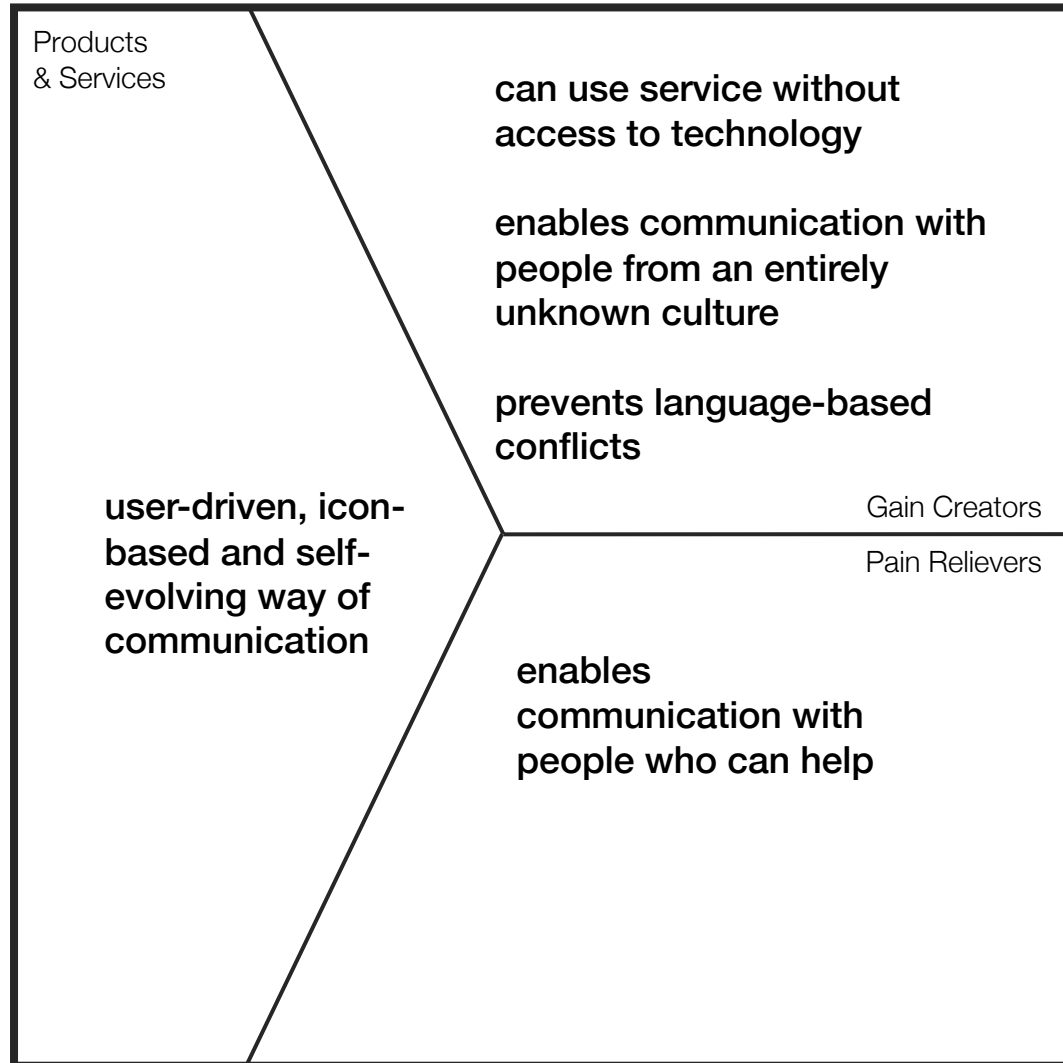 Products
& Services
can use service without
access to technology
enables communication with
people from an entirely
unknown culture
prevents language-based
conflicts
Gain Creators
user-driven, icon-
based and self-
evolving way of
communication
Pain Relievers
enables
communication with
people who can help